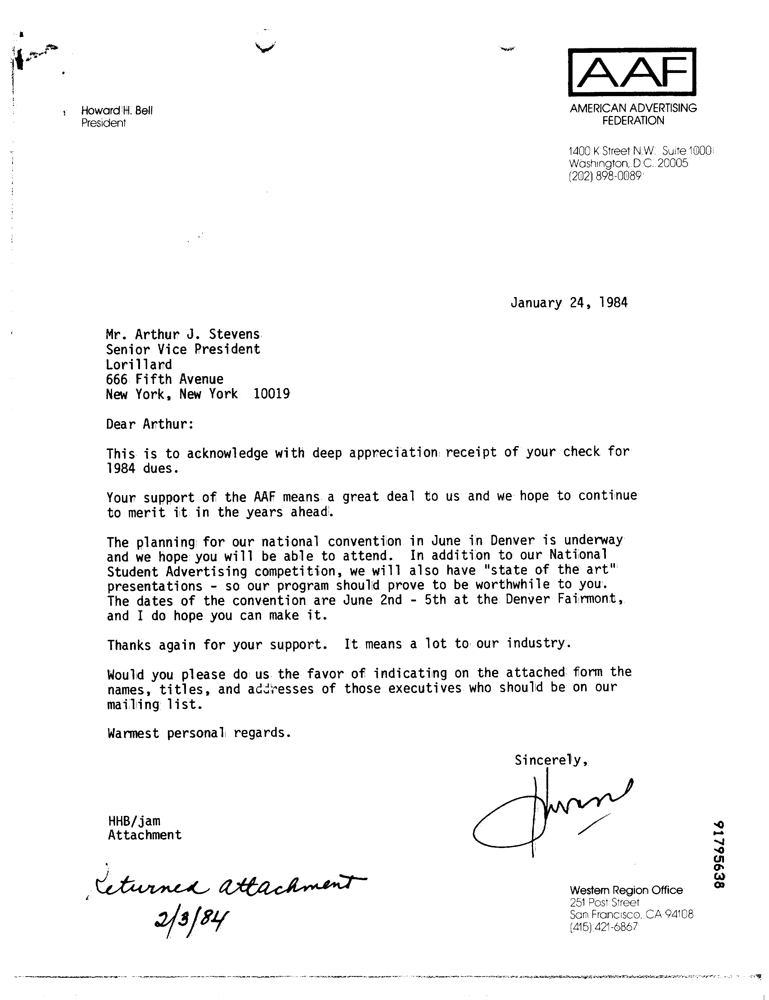 AAF
AMERICAN ADVERTISING
FEDERATION
Howard H. Bell
President
1400 K Street N.W. Suite 1000
Washington, D.C. 20005
(202) 898-0089
January 24, 1984
Mr. Arthur J. Stevens
Senior Vice President
Lorillard
666 Fifth Avenue
New York, New York 10019
Dear Arthur:
This is to acknowledge with deep appreciation receipt of your check for
1984 dues.
Your support of the AAF means a great deal to us and we hope to continue
to merit it in the years ahead.
The planning for our national convention in June in Denver is underway
and we hope you will be able to attend. In addition to our National
Student Advertising competition, we will also have "state of the art"
presentations - so our program should prove to be worthwhile to you.
The dates of the convention are June 2nd - 5th at the Denver Fairmont,
and I do hope you can make it.
Thanks again for your support. It means a lot to our industry.
Would you please do us the favor of indicating on the attached form the
names, titles, and addresses of those executives who should be on our
mailing list.
Warmest personal regards.
Sincerely,
HHB/jam
Attachment
Returned attachment
2/3/84
91795638
Western Region Office
251 Post Street
San Francisco, CA 94108
(415) 421-6867